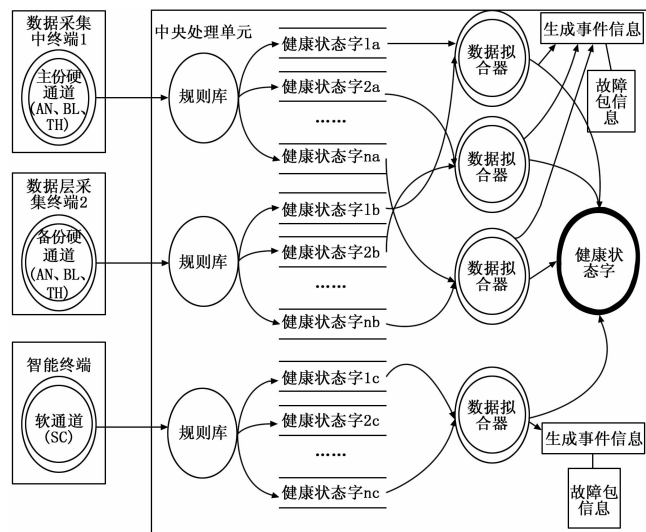 数据采集
中终端1
主份硬
通道
(AN、BL、
TH)
数据层采
集终端2
备份硬
通道
(AN、BL、
TH)
智能终端
软通道
(SC)
中央处理单元
规则库
规则库
规则库
健康状态字1a
健康状态字2a
……
健康状态字na
健康状态字1b
健康状态字2b
……
健康状态字nb
健康状态字1c
健康状态字2c
……
健康状态字nc
数据拟
合器
数据拟
合器
数据拟
合器
数据拟
合器
生成事件信息
故障
包信
息
健康状
态字
生成事件信息
故障包
信息